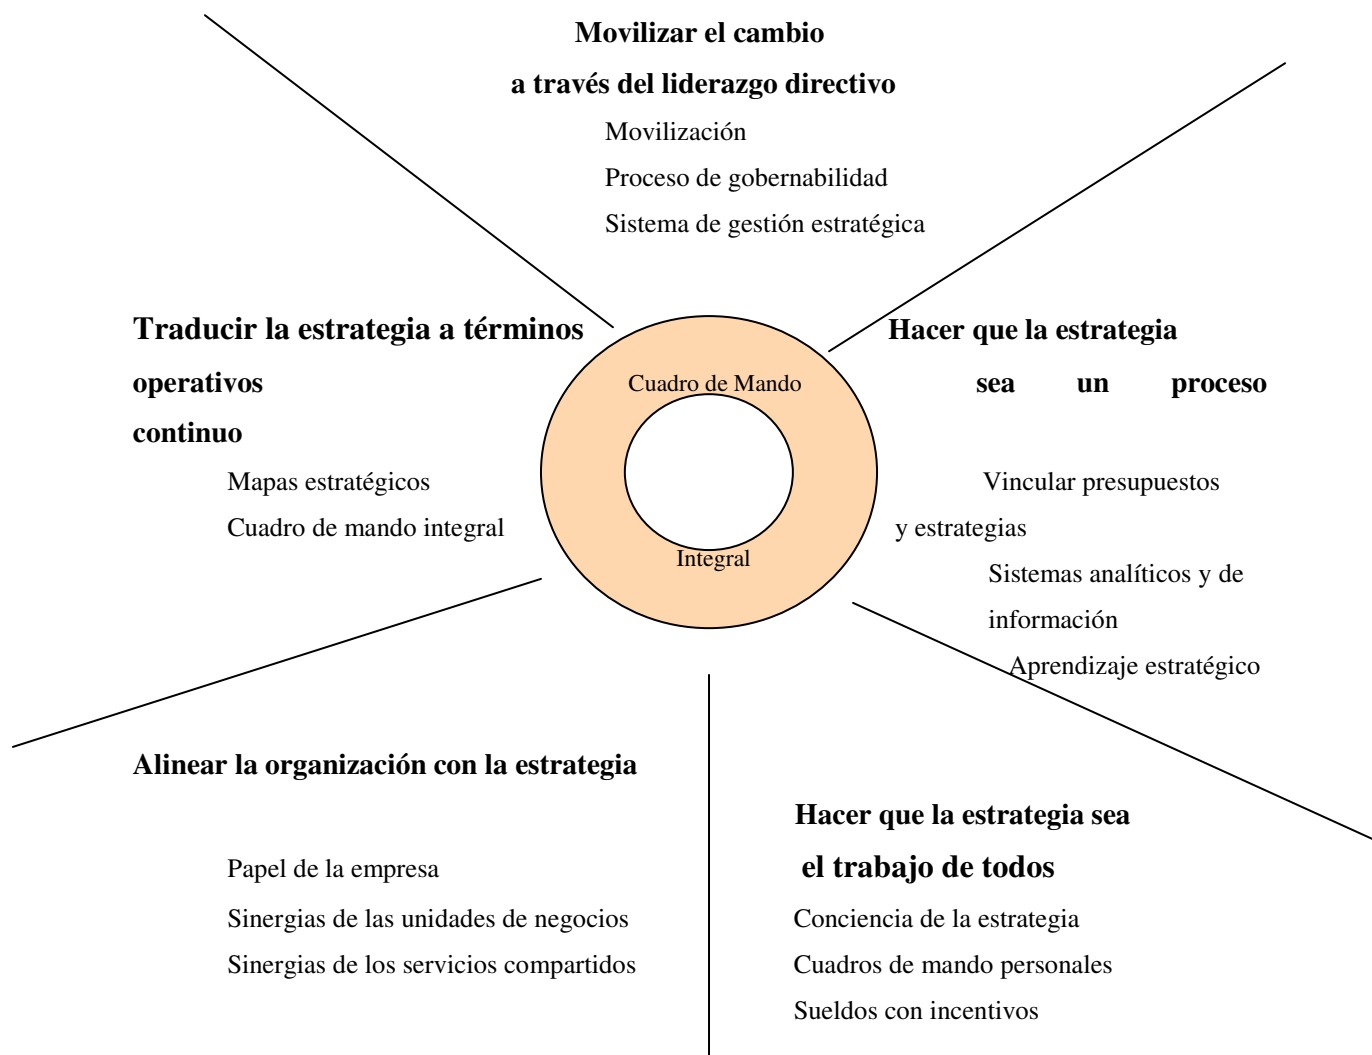 Movilizar el cambio
a través del liderazgo directivo
Movilización
Proceso de gobernabilidad
Sistema de gestión estratégica
Traducir la estrategia a términos
operativos
continuo
Mapas estratégicos
Cuadro de mando integral
Cuadro de Mando
Integral
Hacer que la estrategia
sea un proceso
Vincular presupuestos
y estrategias
Sistemas analíticos y de
información
Aprendizaje estratégico
Alinear la organización con la estrategia
Papel de la empresa
Sinergias de las unidades de negocios
Sinergias de los servicios compartidos
Hacer que la estrategia sea
el trabajo de todos
Conciencia de la estrategia
Cuadros de mando personales
Sueldos con incentivos